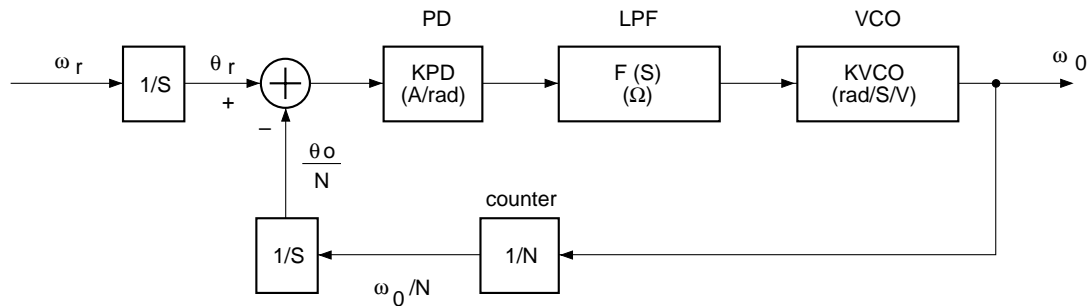 PD
LPF
VCO
ω r
1/S
θ r
+
−
KPD
(A/rad)
F (S)
(Ω)
KVCO
(rad/S/V)
ω 0
θ o
N
counter
1/S
1/N
ω 0 /N